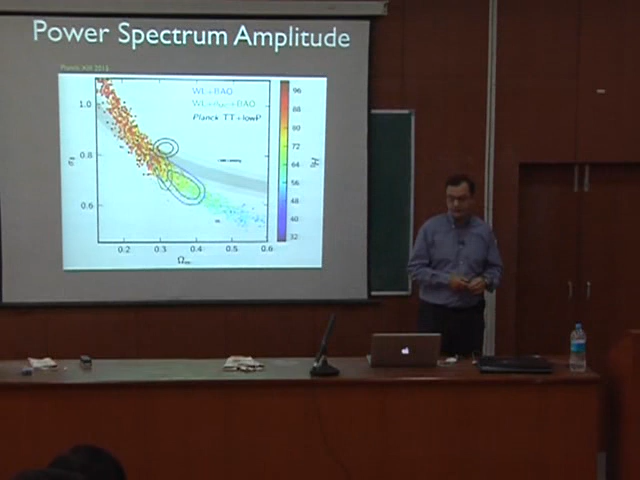 Power Spectrum Amplitude
Planck XIII 2015
WL+BAO
Planck TT+lowP
1.0
0.8
0.6
σ8
0.2
0.3
0.4
0.5
0.6
Ωm
96
88
80
72
64
56
48
40
32
H0